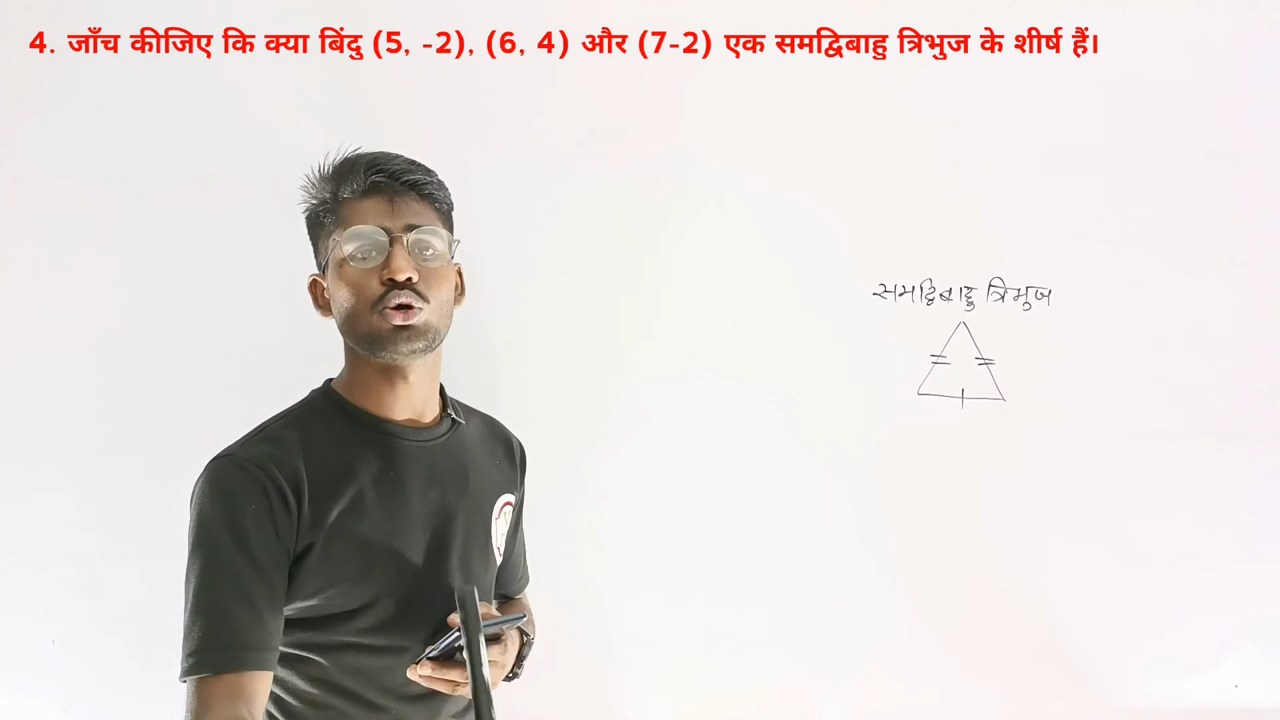 4. जाँच कीजिए कि क्या बिंदु (5, -2), (6, 4) और (7-2) एक समद्विबाहु त्रिभुज के शीर्ष हैं।
समद्विबाहु त्रिभुज